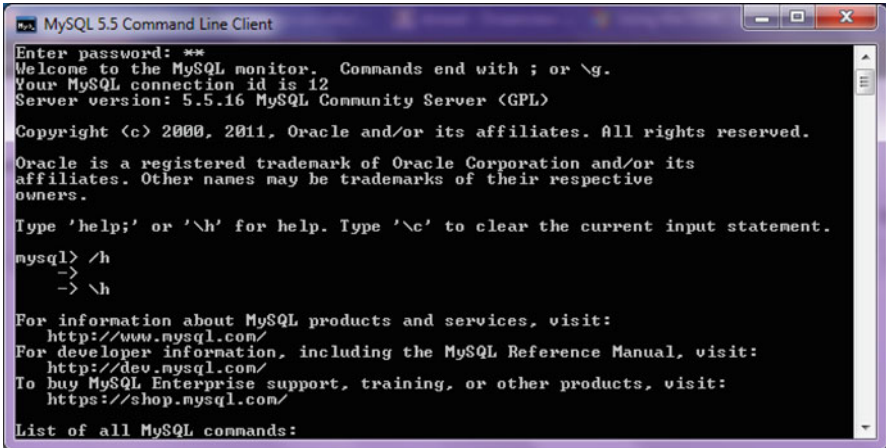 MySQL 5.5 Command Line Client
Enter password: **
Welcome to the MySQL monitor.  Commands end with ; or \g.
Your MySQL connection id is 12
Server version: 5.5.16 MySQL Community Server (GPL)
Copyright (c) 2000, 2011, Oracle and/or its affiliates. All rights reserved.
Oracle is a registered trademark of Oracle Corporation and/or its
affiliates. Other names may be trademarks of their respective
owners.
Type 'help;' or '\h' for help. Type '\c' to clear the current input statement.
mysql> /h
    ->
    -> \h
For information about MySQL products and services, visit:
   http://www.mysql.com/
For developer information, including the MySQL Reference Manual, visit:
   http://dev.mysql.com/
To buy MySQL Enterprise support, training, or other products, visit:
   https://shop.mysql.com/
List of all MySQL commands: